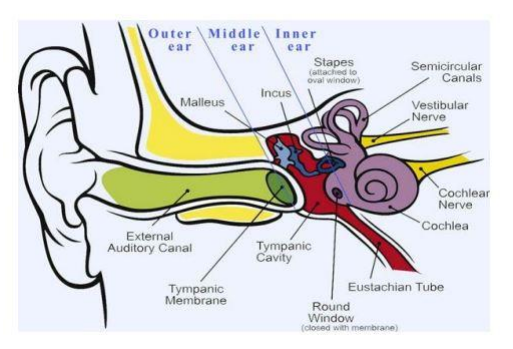 Outer
ear
Middle
ear
Inner
ear
Stapes
(attached to
oval window)
Semicircular
Canals
Incus
Malleus
Vestibular
Nerve
Cochlear
Nerve
Cochlea
External
Auditory Canal
Tympanic
Cavity
Eustachian Tube
Tympanic
Membrane
Round
Window
(closed with membrane)